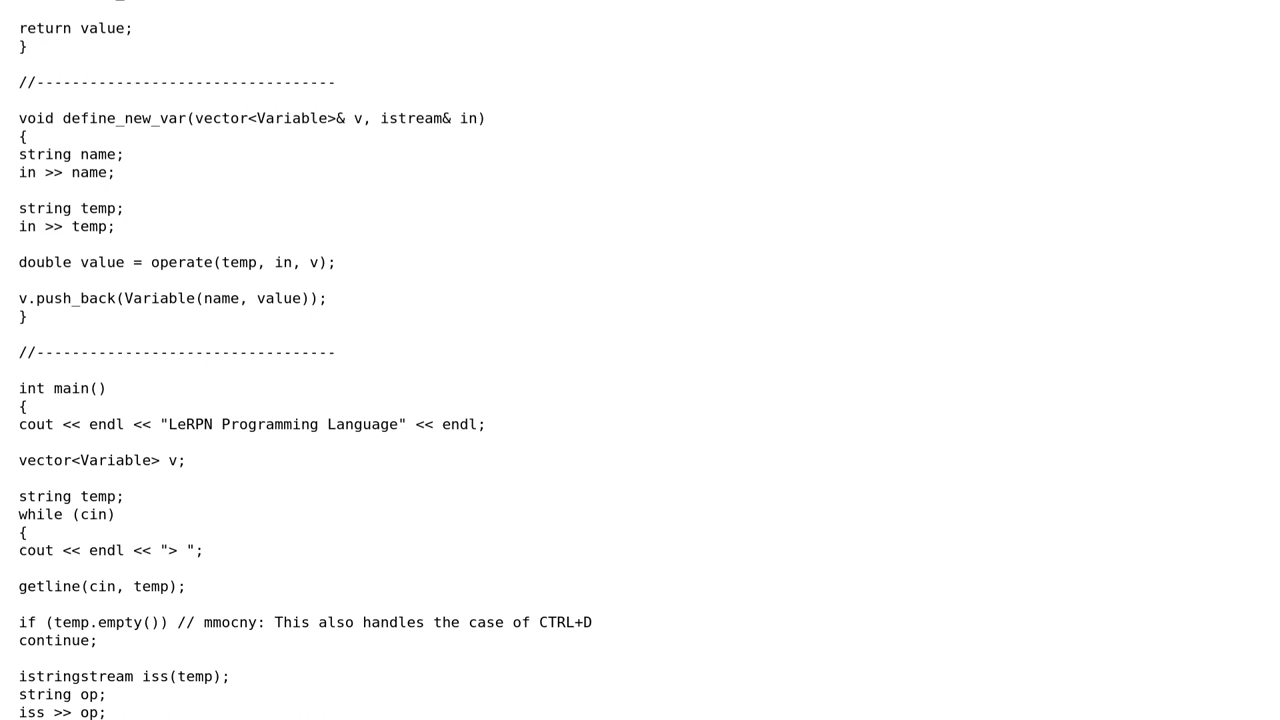 return value;
}
//----------------------------------
void define_new_var(vector<Variable>& v, istream& in)
{
string name;
in >> name;
string temp;
in >> temp;
double value = operate(temp, in, v);
v.push_back(Variable(name, value));
}
//----------------------------------
int main()
{
cout << endl << "LeRPN Programming Language" << endl;
vector<Variable> v;
string temp;
while (cin)
{
cout << endl << "> ";
getline(cin, temp);
if (temp.empty()) // mmocny: This also handles the case of CTRL+D
continue;
istringstream iss(temp);
string op;
iss >> op;